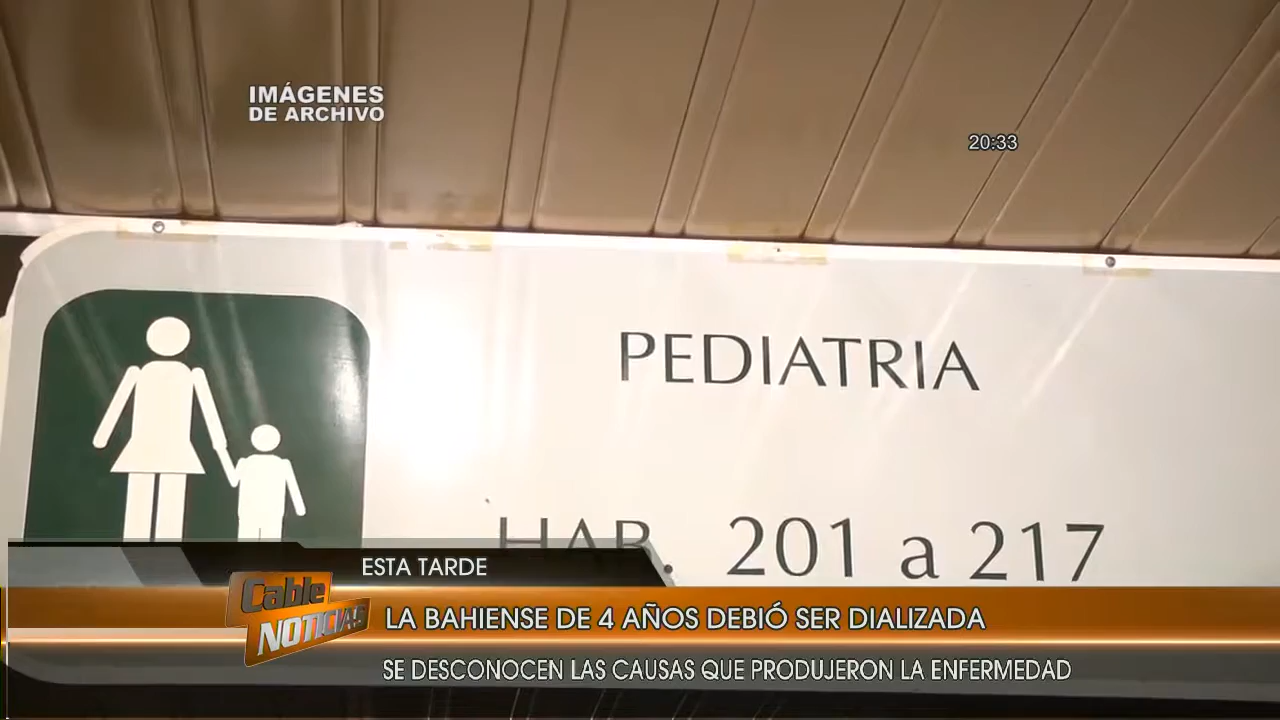 IMÁGENES
DE ARCHIVO
20:33
PEDIATRIA
HAB. 201 a 217
ESTA TARDE
Cable
NOTICIAS
LA BAHIENSE DE 4 AÑOS DEBIÓ SER DIALIZADA
SE DESCONOCEN LAS CAUSAS QUE PRODUJERON LA ENFERMEDAD